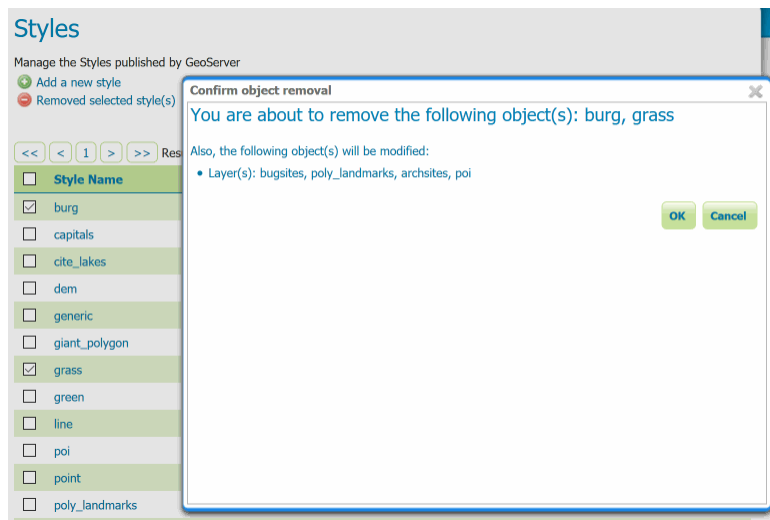 Styles
Manage the Styles published by GeoServer
Add a new style
Removed selected style(s)
<< < 1 > >> Res
Style Name
burg
capitals
cite_lakes
dem
generic
giant_polygon
grass
green
line
poi
point
poly_landmarks
Confirm object removal
You are about to remove the following object(s): burg, grass
Also, the following object(s) will be modified:
• Layer(s): bugsites, poly_landmarks, archsites, poi
OK Cancel